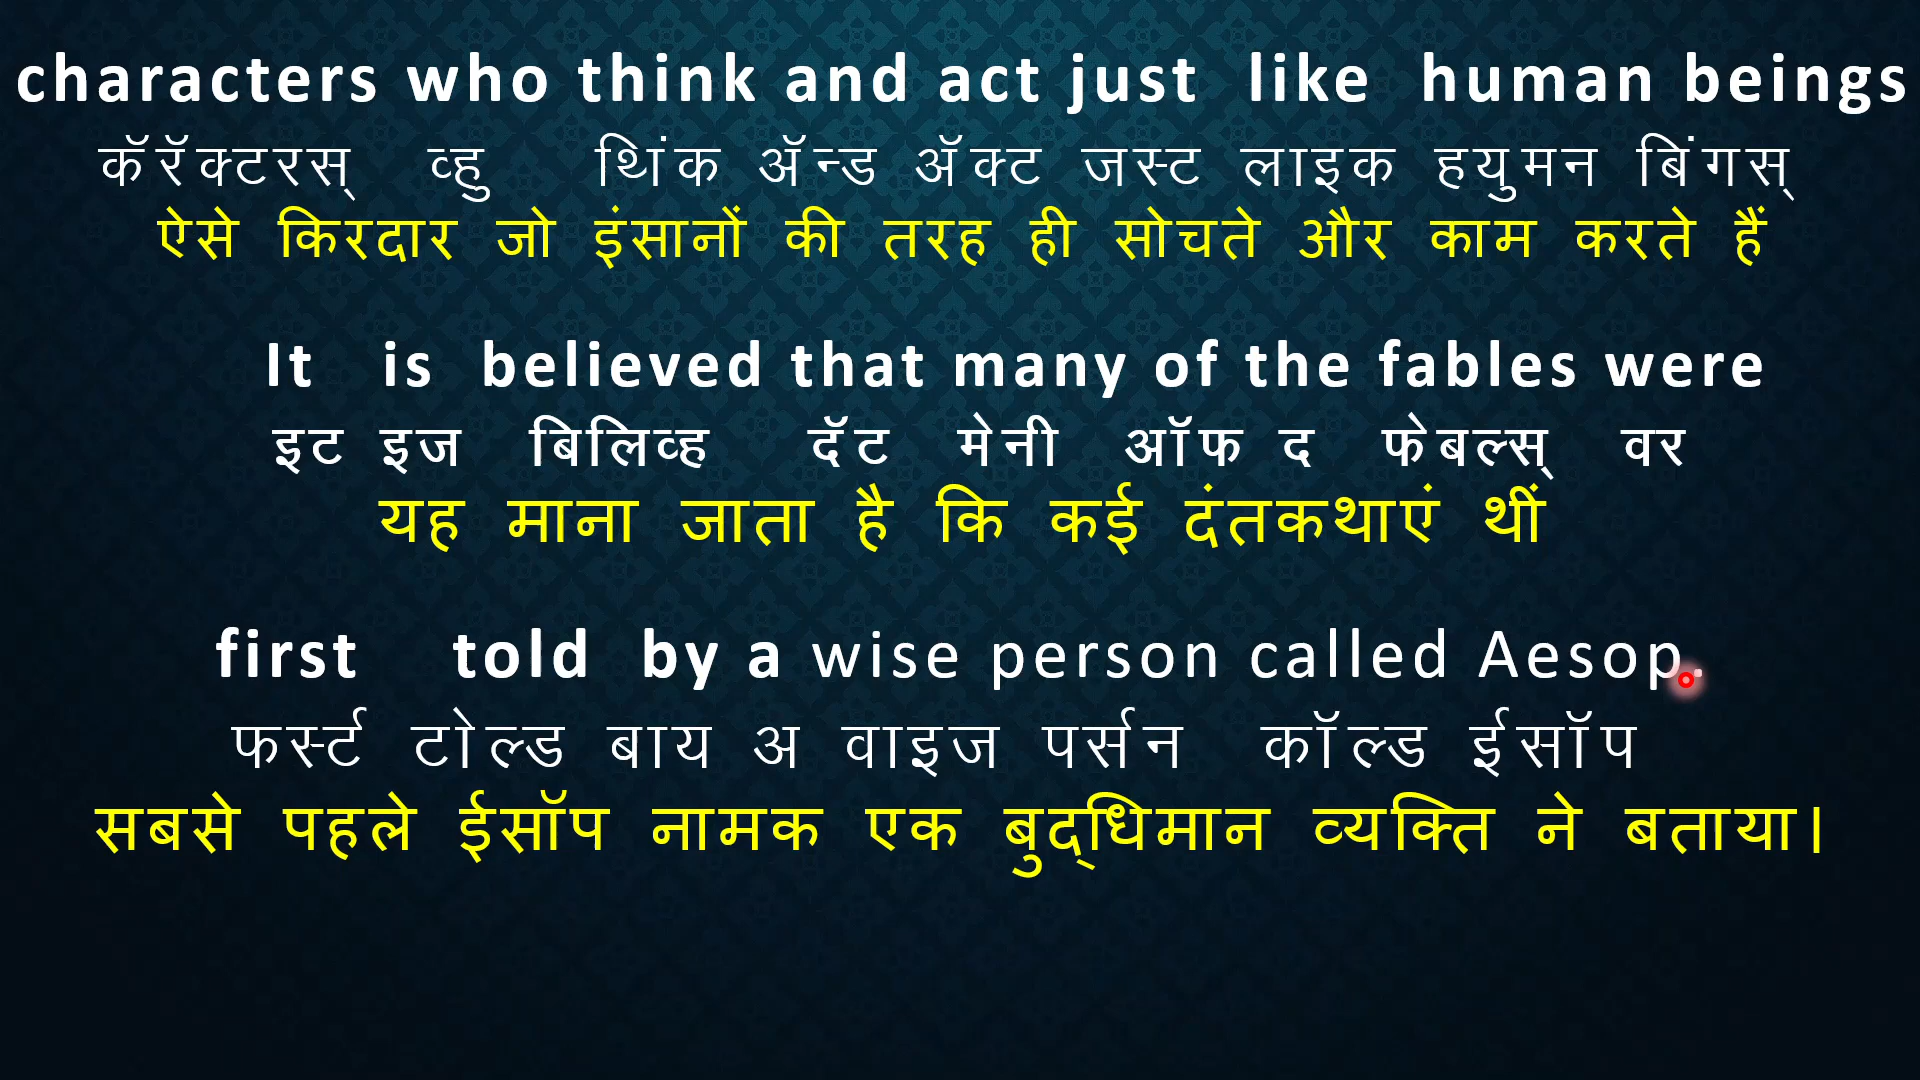 characters who think and act just like human beings
कॅरॅक्टरस् व्हु थिंक ॲन्ड ॲक्ट जस्ट लाइक हयुमन बिंगस्
ऐसे किरदार जो इंसानों की तरह ही सोचते और काम करते हैं
It is believed that many of the fables were
इट इज बिलिव्ह दॅट मेनी ऑफ द फेबल्स् वर
यह माना जाता है कि कई दंतकथाएं थीं
first told by a wise person called Aesop.
फर्स्ट टोल्ड बाय अ वाइज पर्सन कॉल्ड ईसॉप
सबसे पहले ईसॉप नामक एक बुद्धिमान व्यक्ति ने बताया।